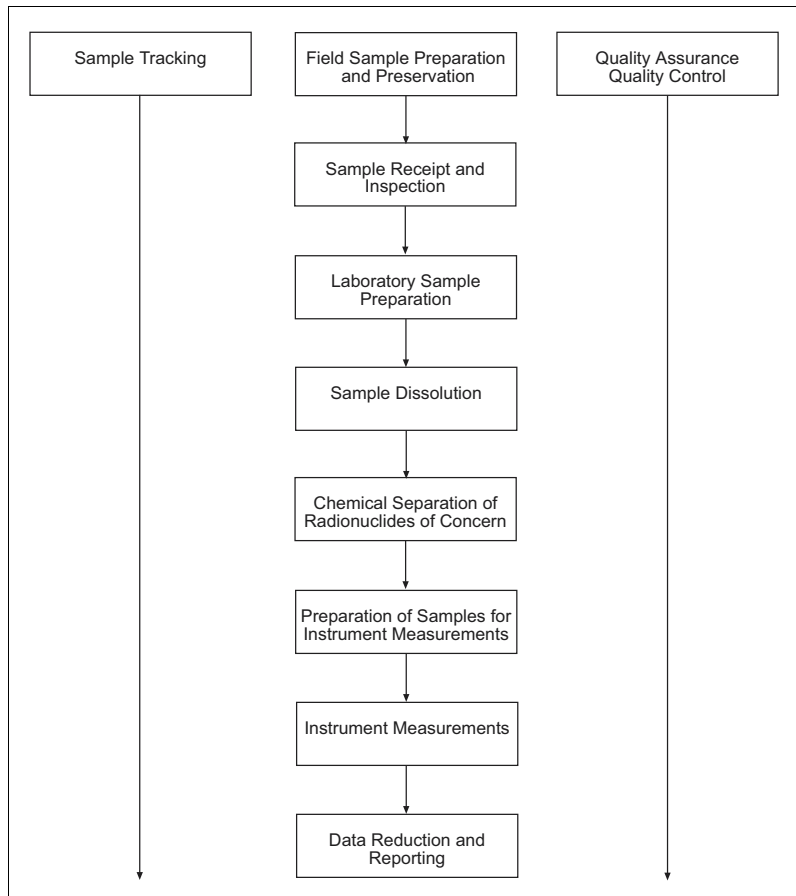 Sample Tracking
Field Sample Preparation
and Preservation
Quality Assurance
Quality Control
Sample Receipt and
Inspection
Laboratory Sample
Preparation
Sample Dissolution
Chemical Separation of
Radionuclides of Concern
Preparation of Samples for
Instrument Measurements
Instrument Measurements
Data Reduction and
Reporting